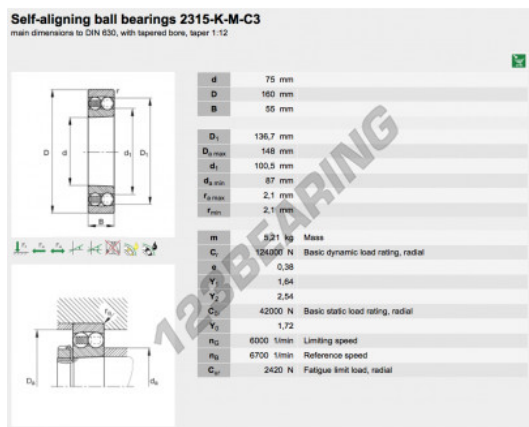 Self-aligning ball bearings 2315-K-M-C3
main dimensions to DIN 630, with tapered bore, taper 1:12
d 75 mm
D 160 mm
B 55 mm
D1 136,7 mm
Da max 148 mm
d1 100,5 mm
da min 87 mm
ra max 2,1 mm
rmin 2,1 mm
m 5,21 kg Mass
Cr 124000 N Basic dynamic load rating, radial
e 0,38
Y1 1,64
Y2 2,54
C0r 42000 N Basic static load rating, radial
Y0 1,72
nG 6000 1/min Limiting speed
nB 6700 1/min Reference speed
Cur 2420 N Fatigue limit load, radial
r
D d d1 D1
B
ra
Da da
123BEARING